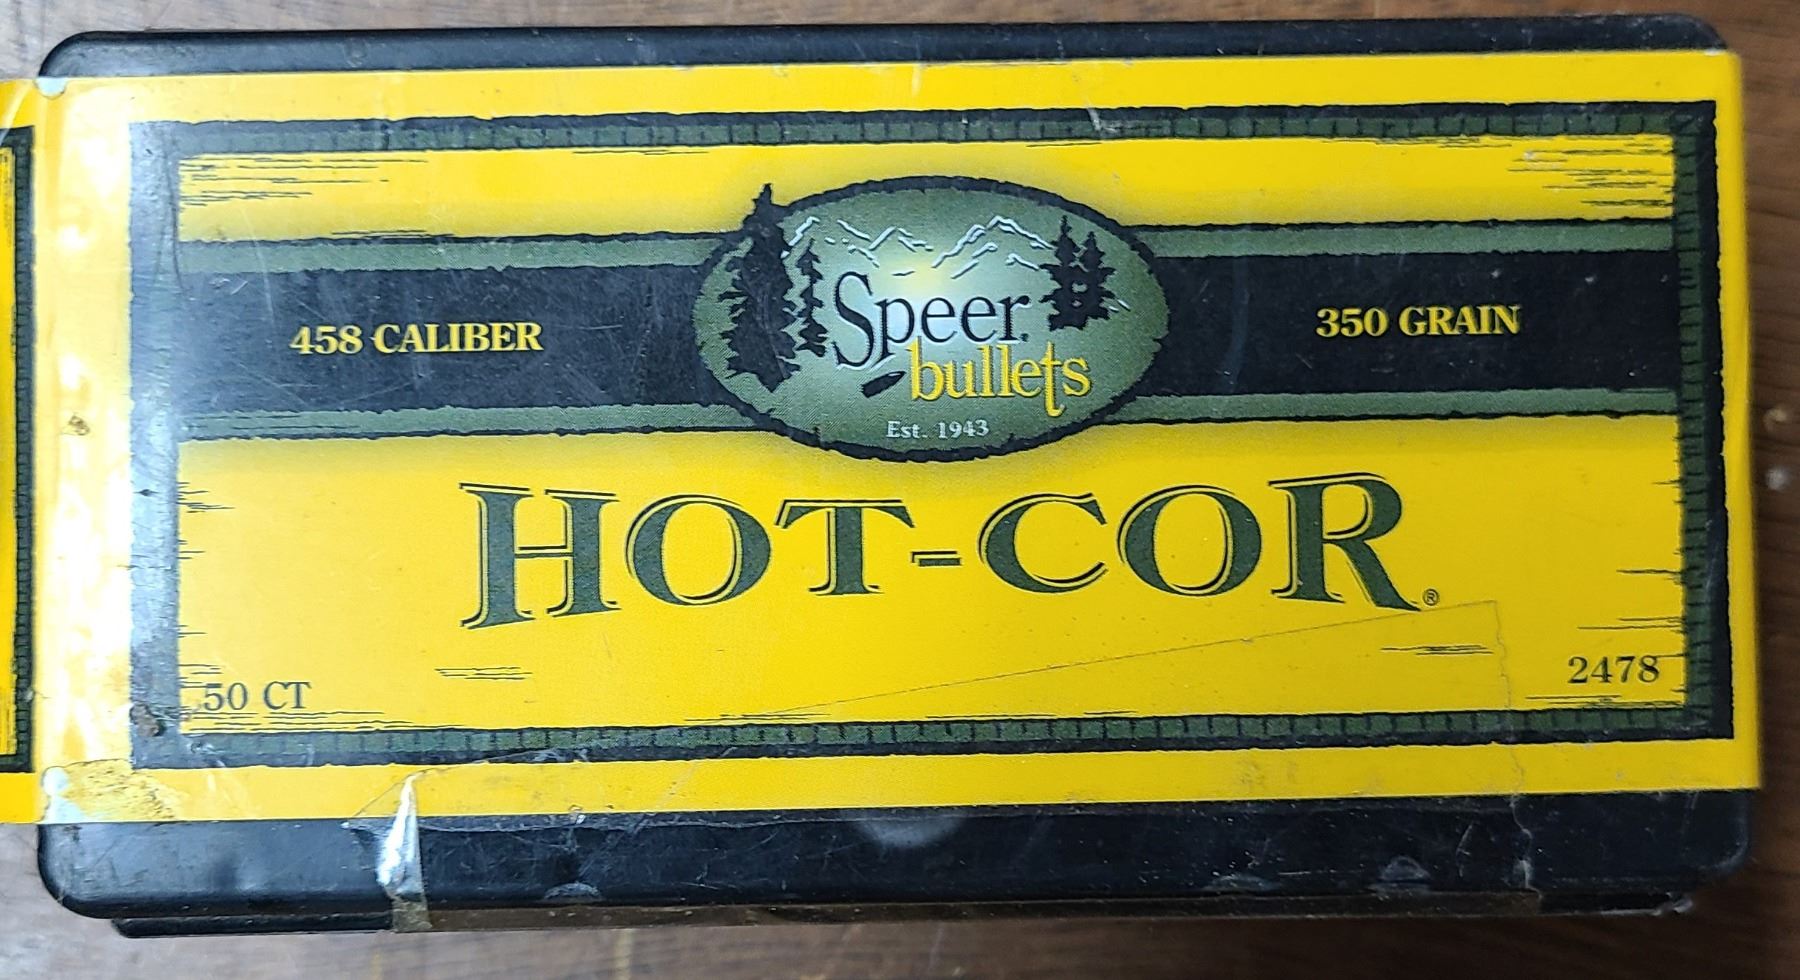 458 CALIBER
Speer
bullets
Est. 1943
350 GRAIN
HOT-COR®
50 CT
2478